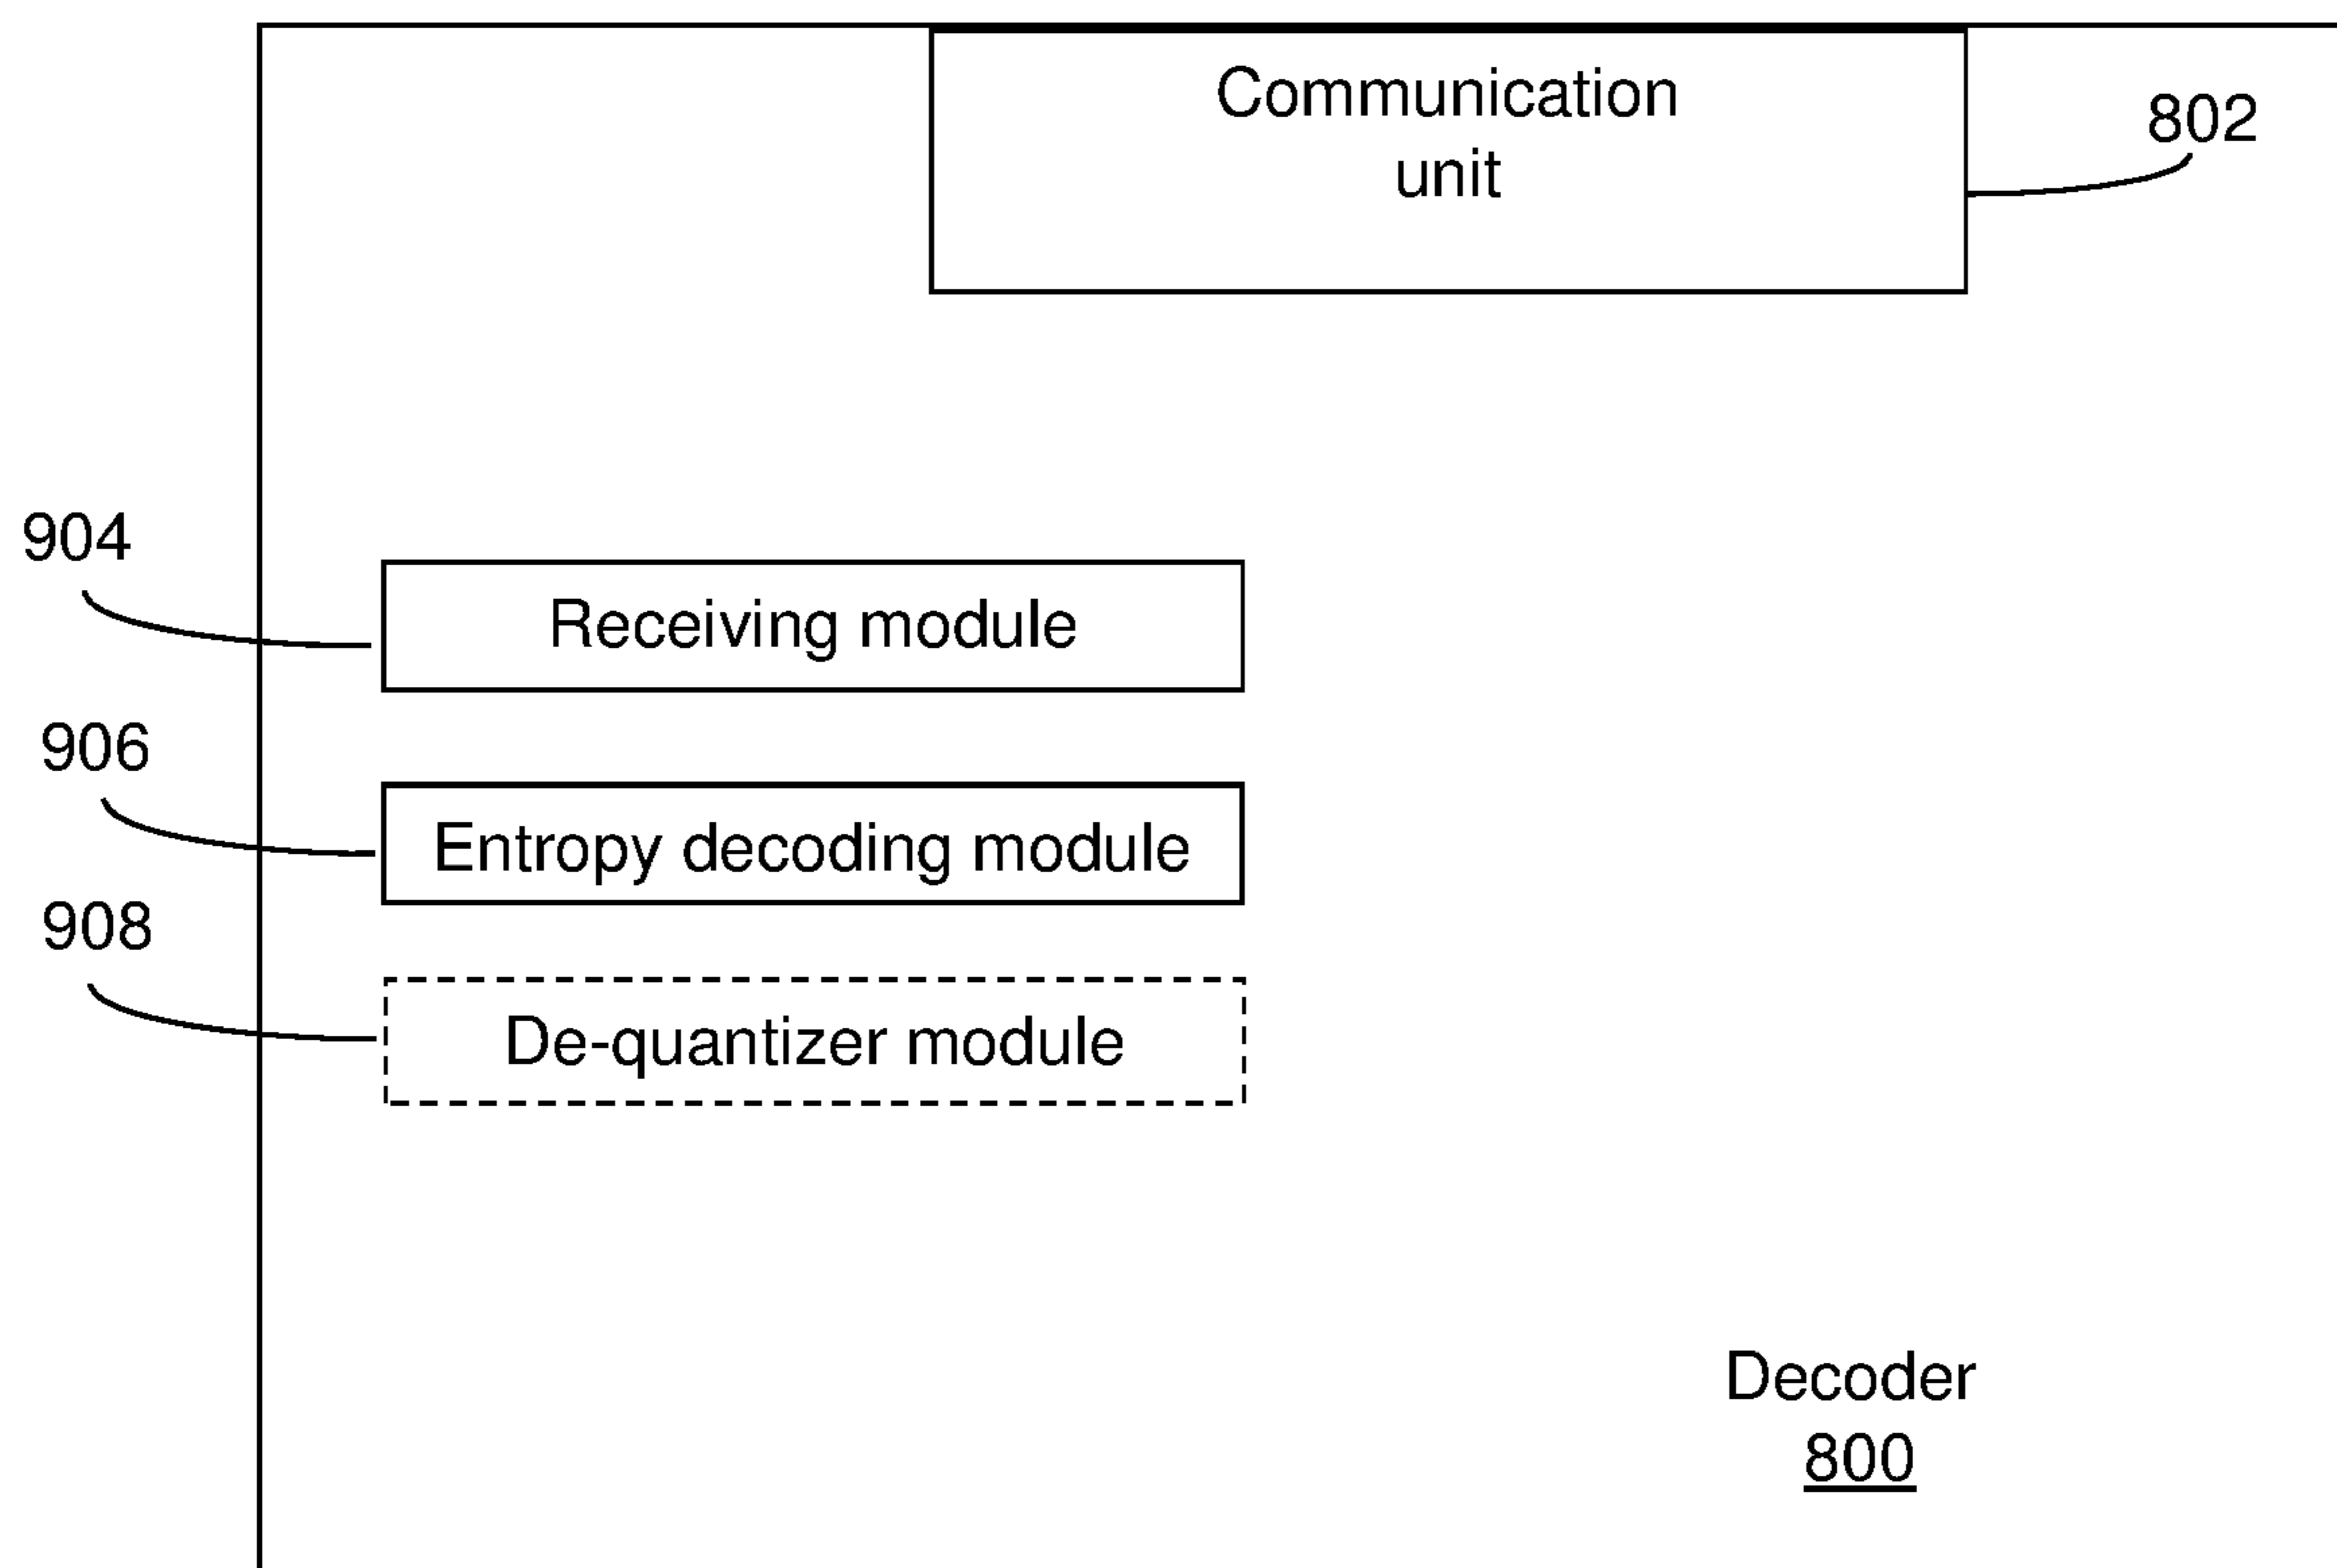 Communication
unit
802
904
Receiving module
906
Entropy decoding module
908
De-quantizer module
Decoder
800